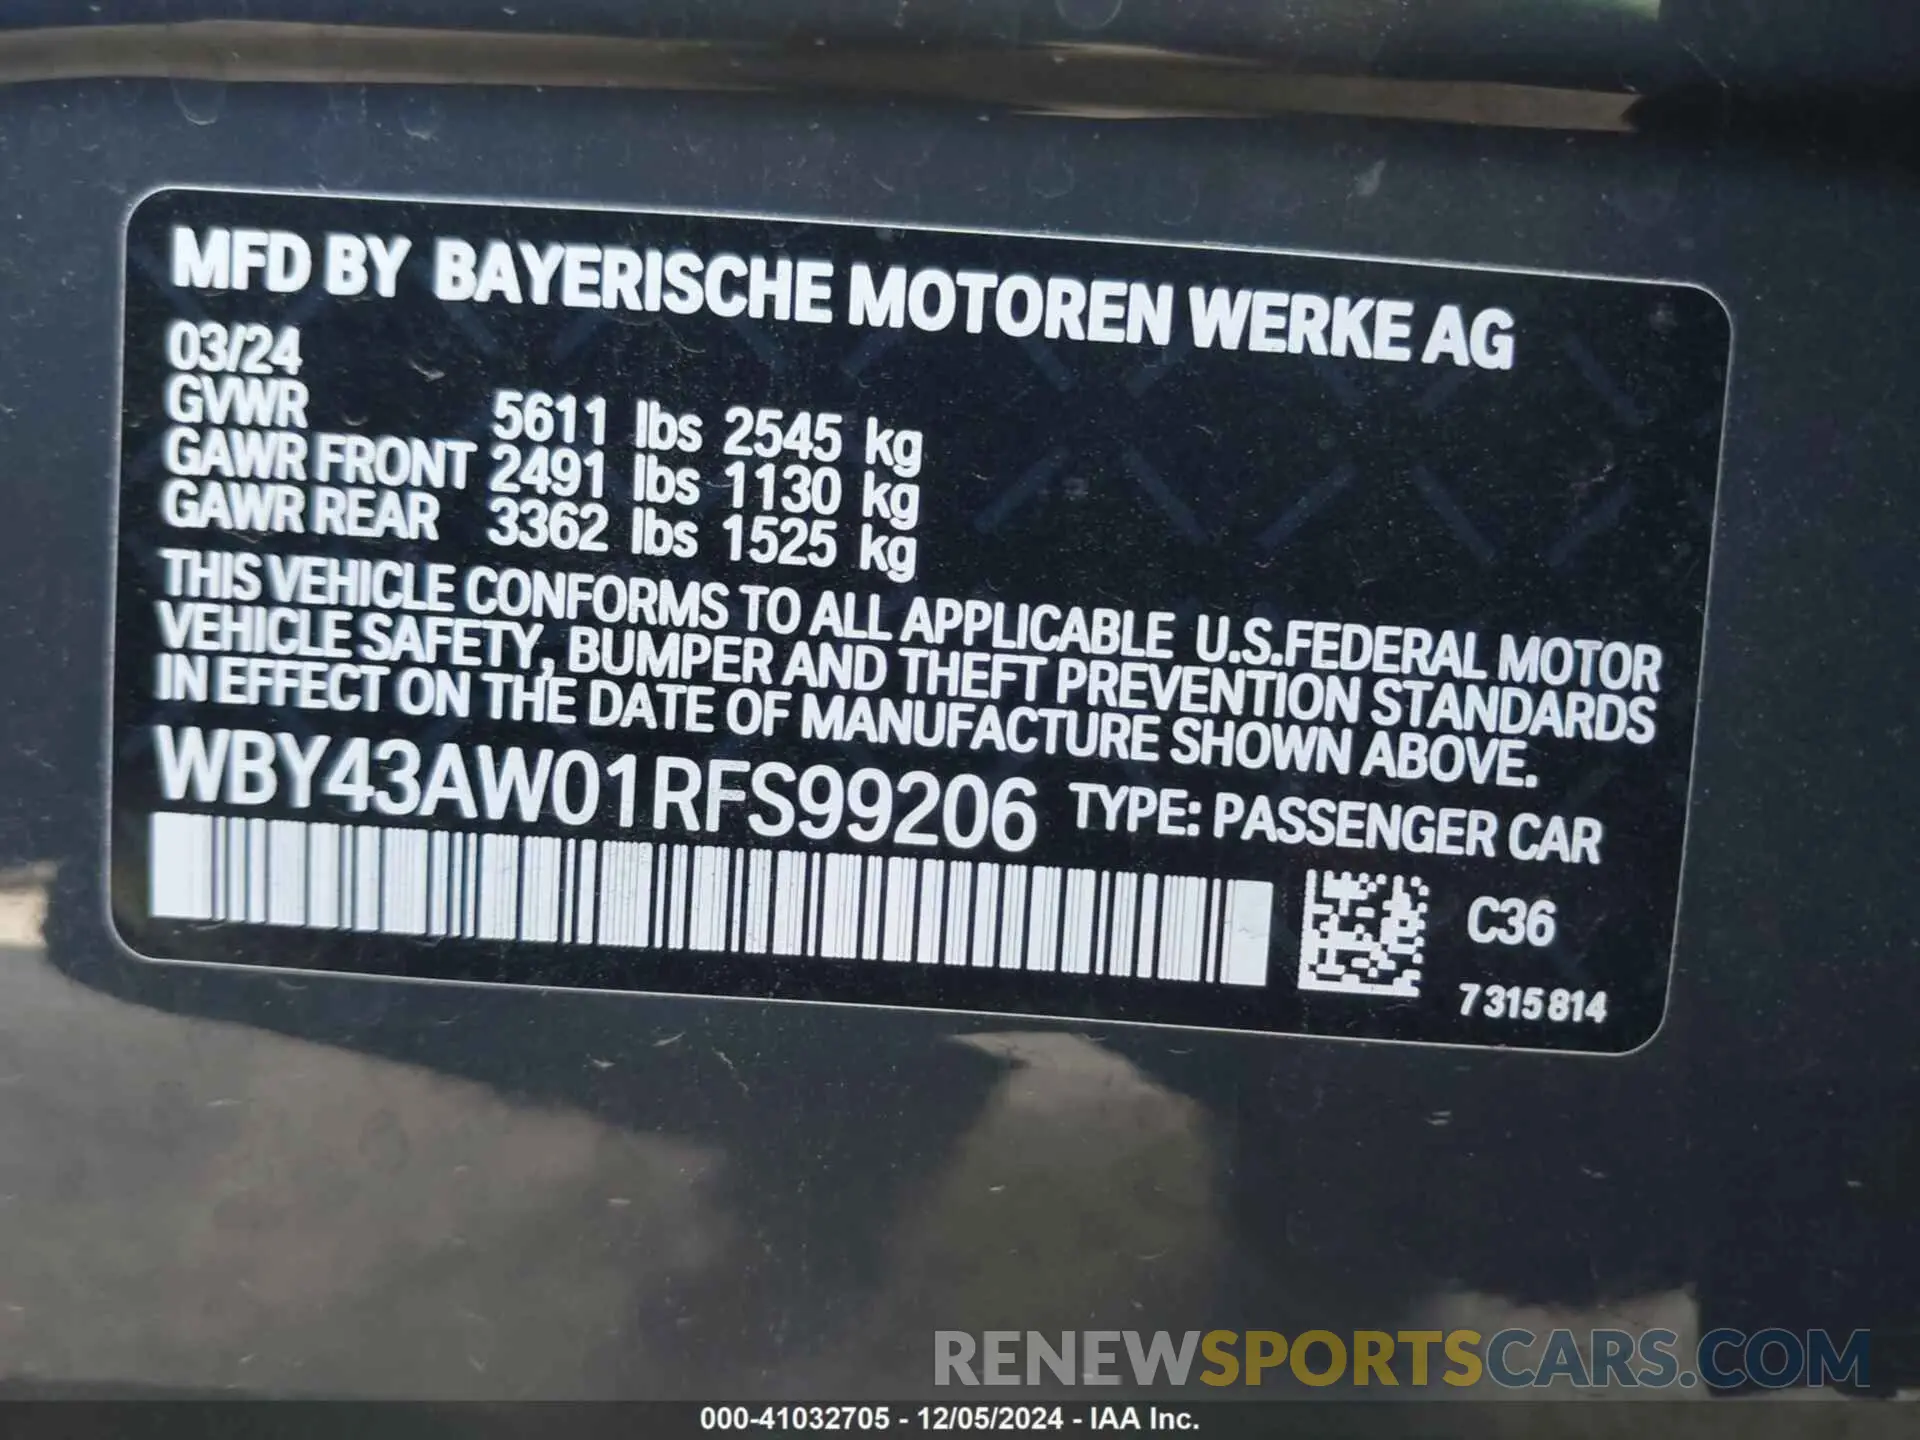 MFD BY BAYERISCHE MOTOREN WERKE AG
03/24
GVWR 5611 lbs 2545 kg
GAWR FRONT 2491 lbs 1130 kg
GAWR REAR 3362 lbs 1525 kg
THIS VEHICLE CONFORMS TO ALL APPLICABLE U.S.FEDERAL MOTOR
VEHICLE SAFETY, BUMPER AND THEFT PREVENTION STANDARDS
IN EFFECT ON THE DATE OF MANUFACTURE SHOWN ABOVE.
WBY43AW01RFS99206 TYPE: PASSENGER CAR
C36
7 315 814
RENEWSPORTSCARS.COM
000-41032705 - 12/05/2024 - IAA Inc.